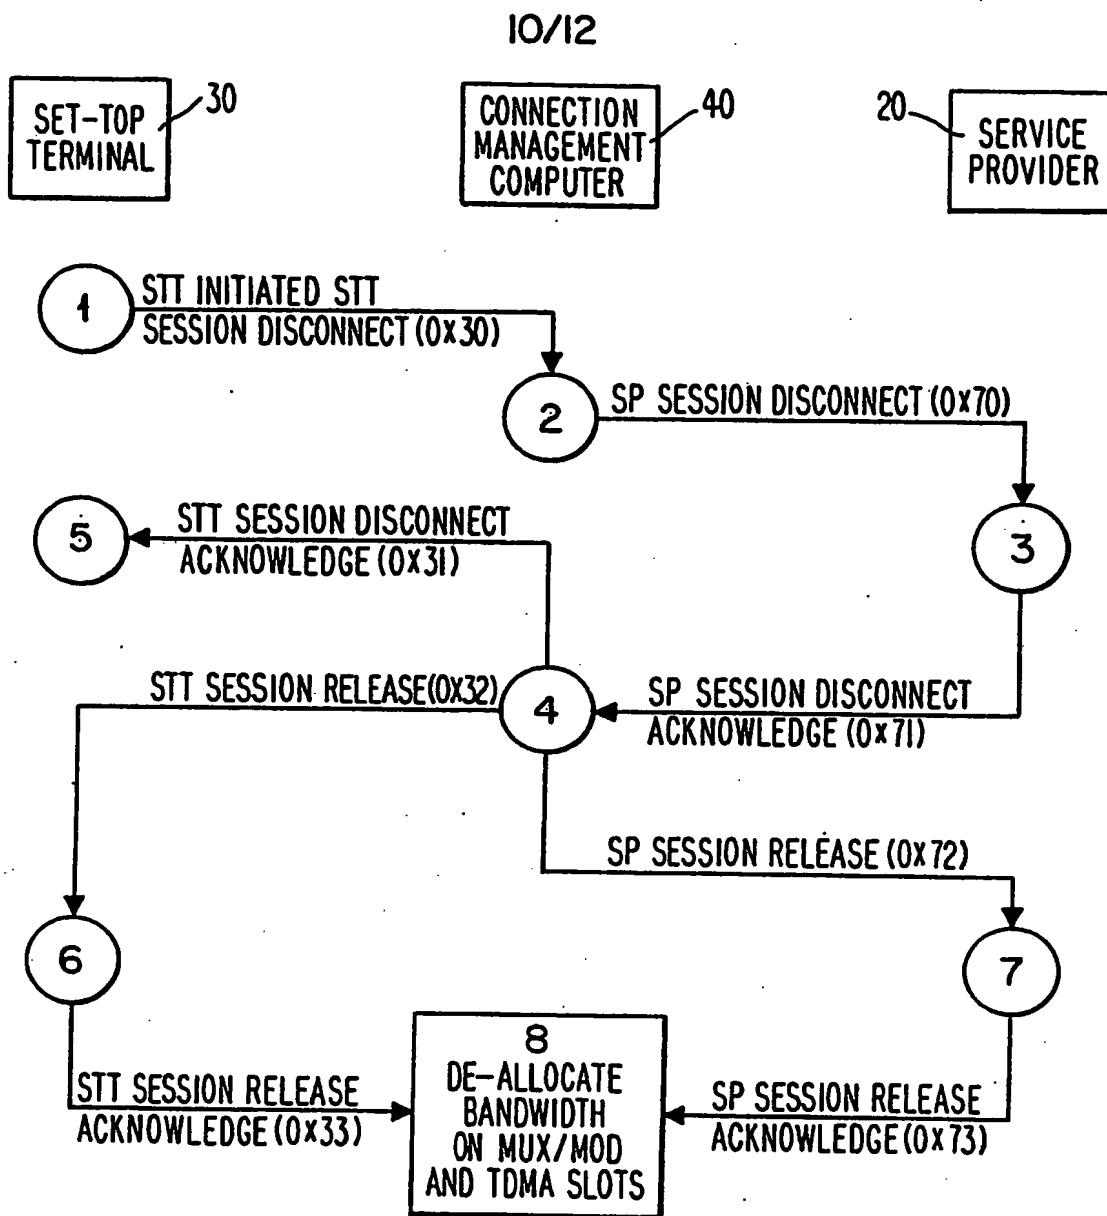 10/12
SET-TOP
TERMINAL
30
CONNECTION
MANAGEMENT
COMPUTER
40
20
SERVICE
PROVIDER
1
STT INITIATED STT
SESSION DISCONNECT (0X30)
2
SP SESSION DISCONNECT (0X70)
3
5
STT SESSION DISCONNECT
ACKNOWLEDGE (0X31)
STT SESSION RELEASE (0X32)
4
SP SESSION DISCONNECT
ACKNOWLEDGE (0X71)
SP SESSION RELEASE (0X72)
6
7
STT SESSION RELEASE
ACKNOWLEDGE (0X33)
8
DE-ALLOCATE
BANDWIDTH
ON MUX/MOD
AND TDMA SLOTS
SP SESSION RELEASE
ACKNOWLEDGE (0X73)